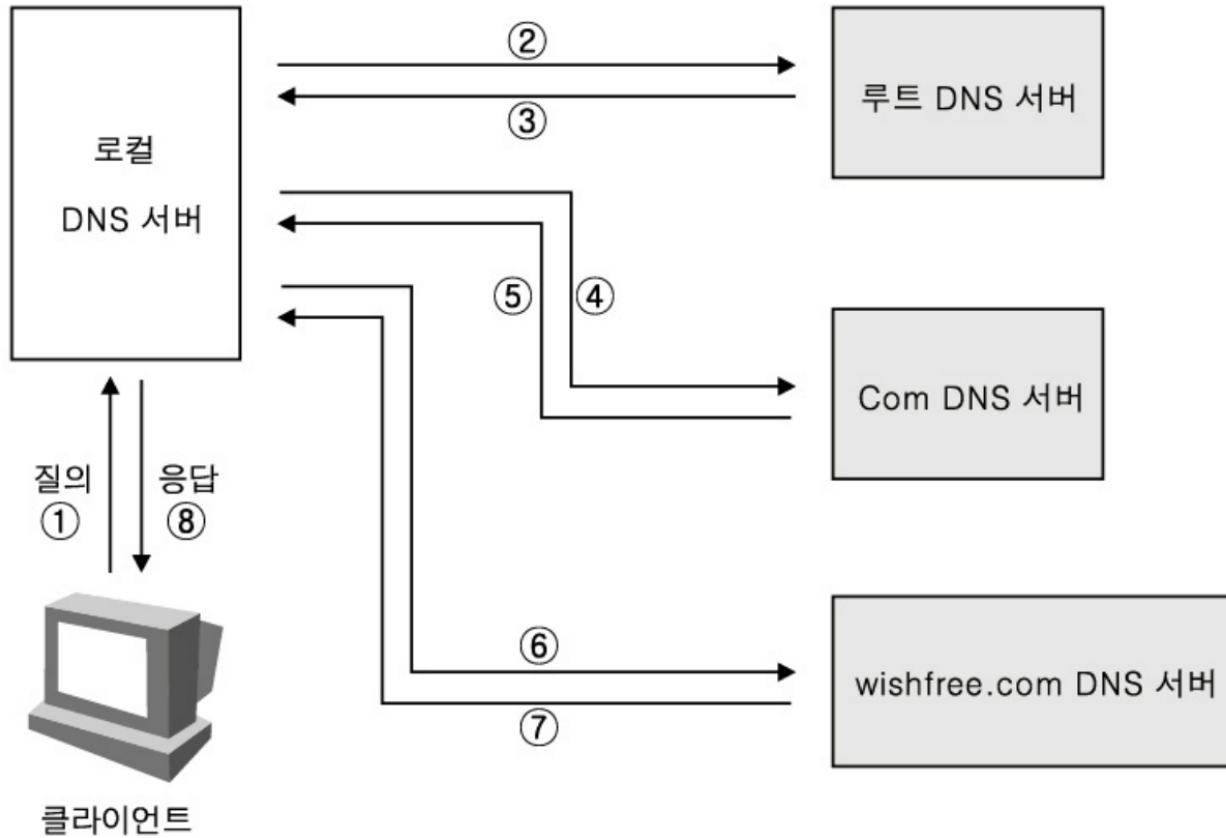 ②
루트 DNS 서버
③
로컬
DNS 서버
⑤
④
Com DNS 서버
질의
①
응답
⑧
⑥
wishfree.com DNS 서버
⑦
클라이언트